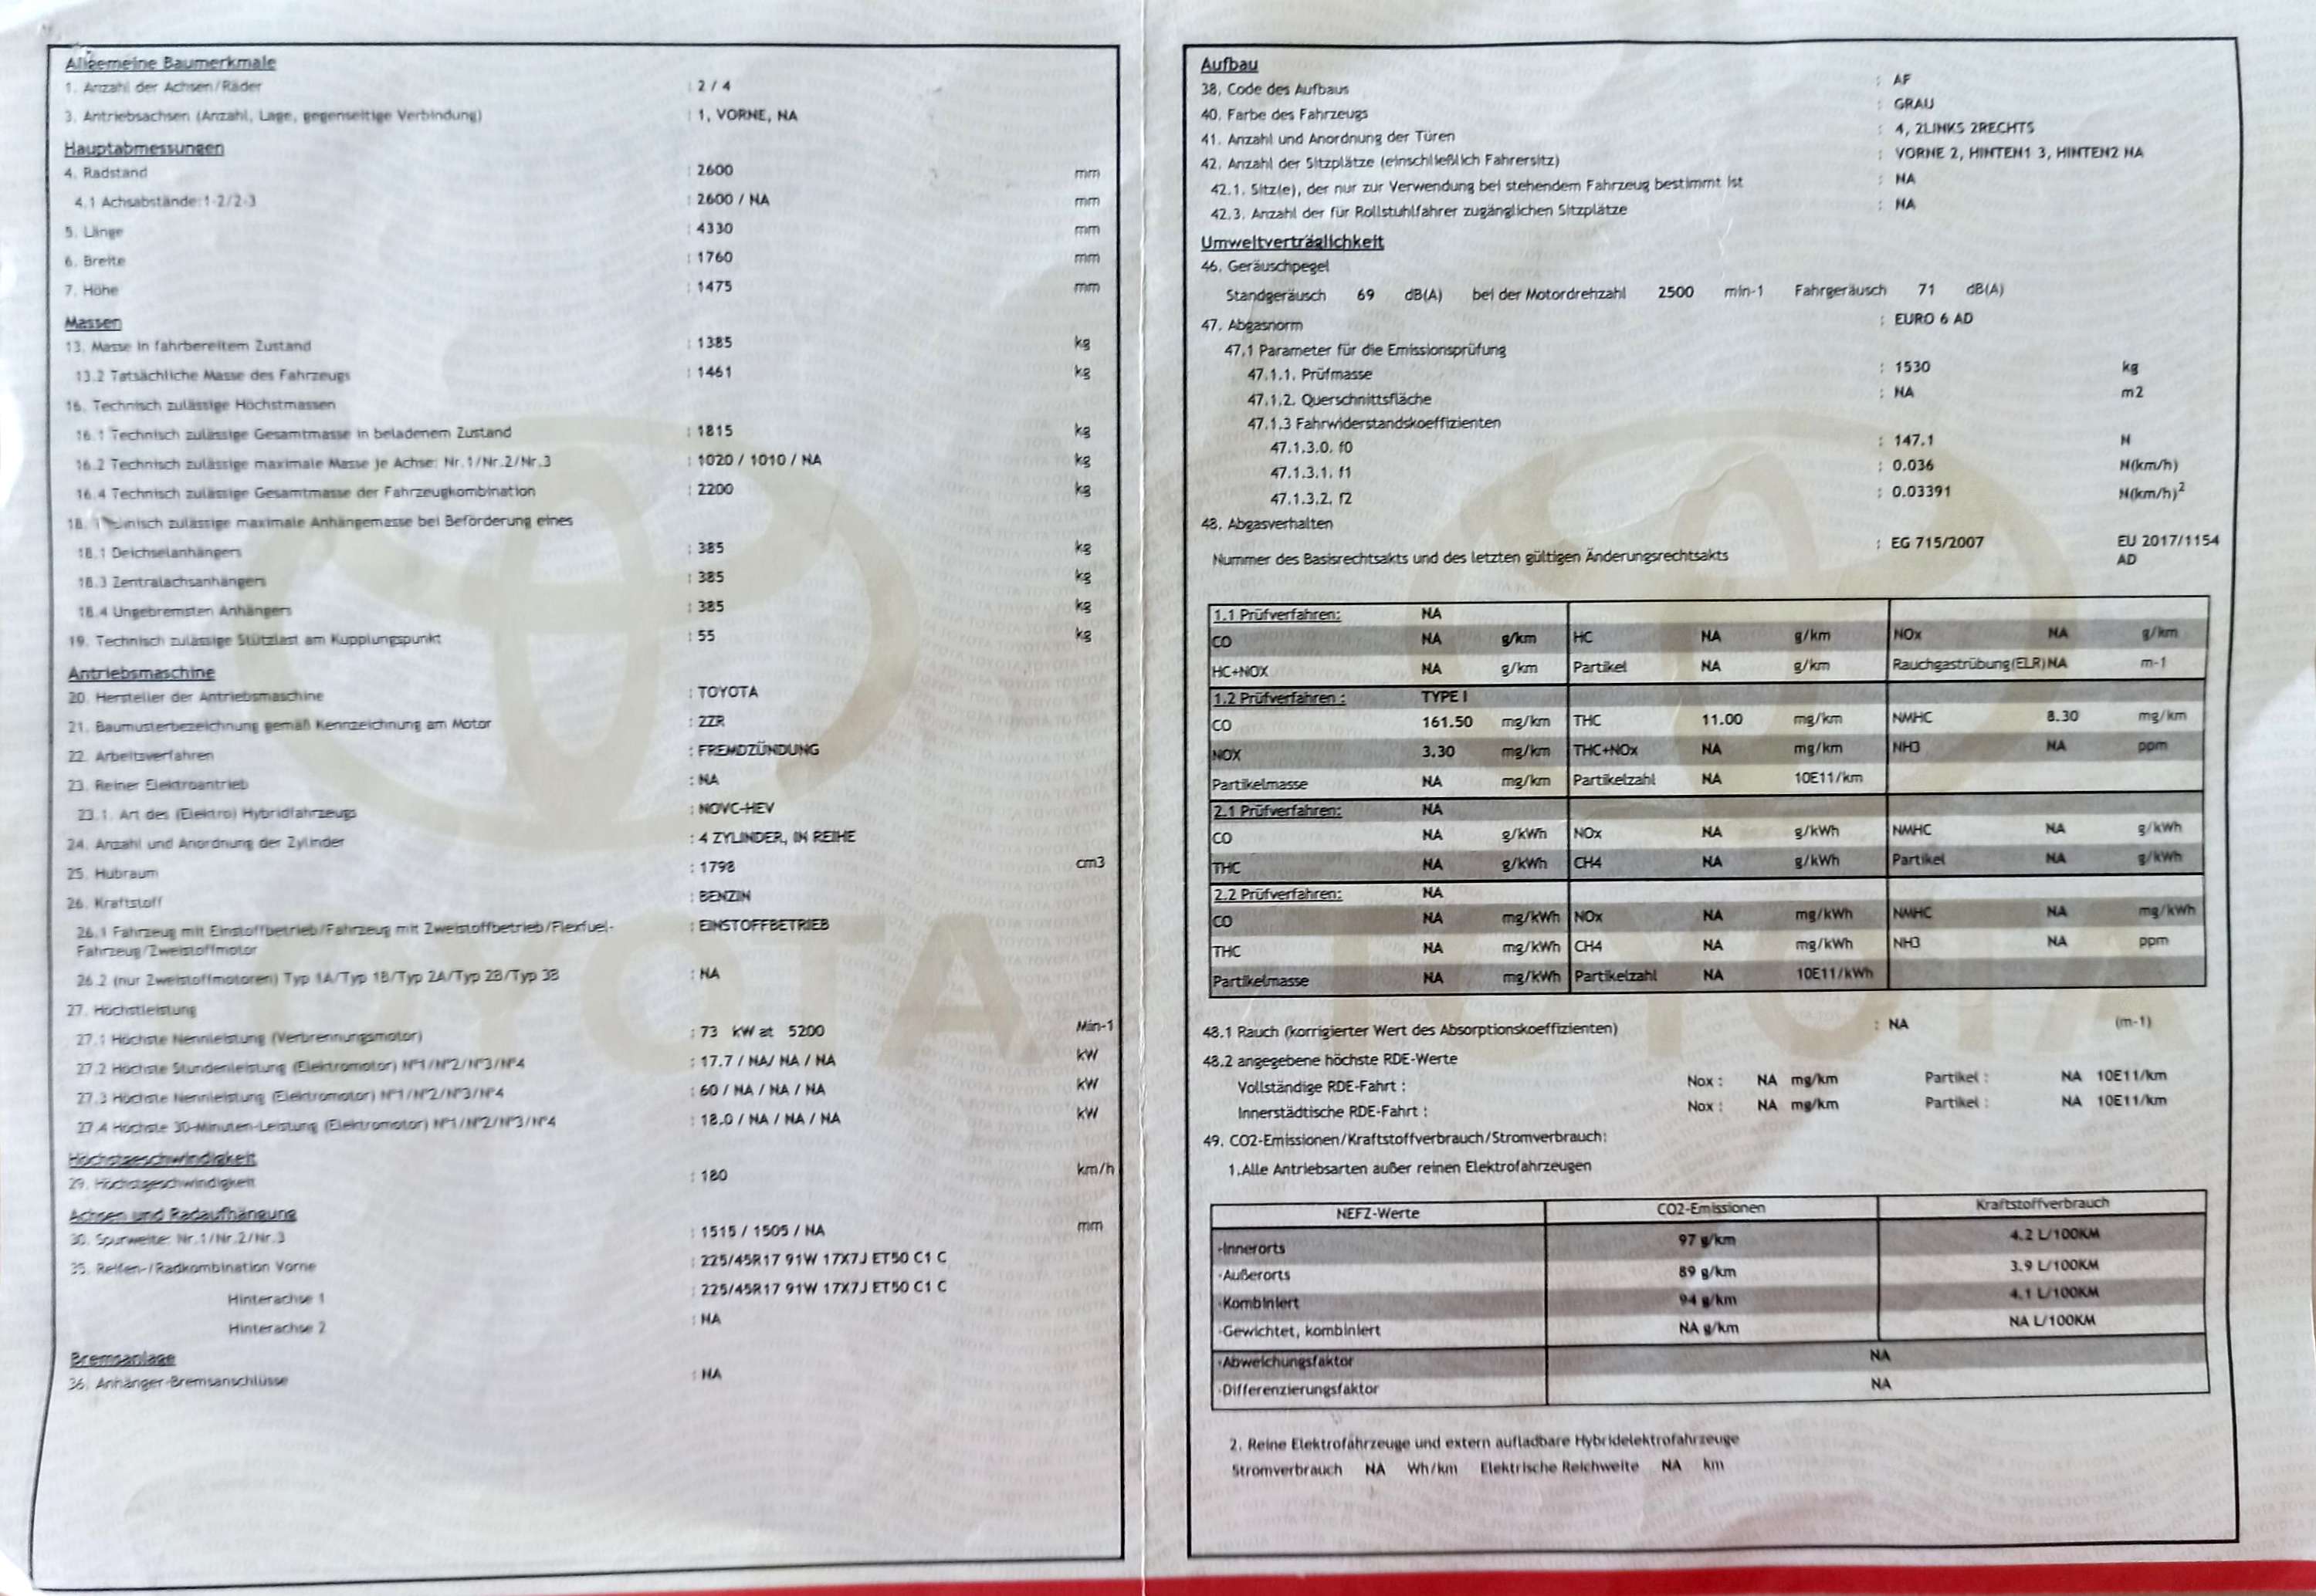 Allgemeine Baumerkmale
1. Anzahl der Achsen/Räder : 2 / 4
3. Antriebsachsen (Anzahl, Lage, gegenseitige Verbindung) : 1, VORNE, NA
Hauptabmessungen
4. Radstand : 2600 mm
4.1 Achsabstände:1-2/2-3 : 2600 / NA mm
5. Länge : 4330 mm
6. Breite : 1760 mm
7. Höhe : 1475 mm
Massen
13. Masse in fahrbereitem Zustand : 1385 kg
13.2 Tatsächliche Masse des Fahrzeugs : 1461 kg
16. Technisch zulässige Höchstmassen
16.1 Technisch zulässige Gesamtmasse in beladenem Zustand : 1815 kg
16.2 Technisch zulässige maximale Masse je Achse: Nr.1/Nr.2/Nr.3 : 1020 / 1010 / NA kg
16.4 Technisch zulässige Gesamtmasse der Fahrzeugkombination : 2200 kg
18. zulässige maximale Anhängemasse bei Beförderung eines
18.1 Deichselanhängers : 385 kg
18.3 Zentralachsanhängers : 385 kg
18.4 Ungebremsten Anhängers : 385 kg
19. Technisch zulässige Stützlast am Kupplungspunkt : 55 kg
Antriebsmaschine
20. Hersteller der Antriebsmaschine : TOYOTA
21. Baumusterbezeichnung gemäß Kennzeichnung am Motor : 2ZR
22. Arbeitsverfahren : FREMDZÜNDUNG
23. Reiner Elektroantrieb : NA
23.1. Art des (Elektro) Hybridfahrzeugs : NOVC-HEV
24. Anzahl und Anordnung der Zylinder : 4 ZYLINDER, IN REIHE
25. Hubraum : 1798 cm3
26. Kraftstoff : BENZIN
26.1 Fahrzeug mit Einstoffbetrieb/Fahrzeug mit Zweistoffbetrieb/Flexfuel- : EINSTOFFBETRIEB
Fahrzeug/Zweistoffmotor
26.2 (nur Zweistoffmotoren) Typ 1A/Typ 1B/Typ 2A/Typ 2B/Typ 3B : NA
27. Höchstleistung
27.1 Höchste Nennleistung (Verbrennungsmotor) : 73 kW at 5200 Min-1
27.2 Höchste Stundenleistung (Elektromotor) N°1/N°2/N°3/N°4 : 17.7 / NA/ NA / NA kW
27.3 Höchste Nennleistung (Elektromotor) N°1/N°2/N°3/N°4 : 60 / NA / NA / NA kW
27.4 Höchste 30-Minuten-Leistung (Elektromotor) N°1/N°2/N°3/N°4 : 18.0 / NA / NA / NA kW
Höchstgeschwindigkeit
29. Höchstgeschwindigkeit : 180 km/h
Achsen und Radaufhängung
30. Spurweite: Nr.1/Nr.2/Nr.3 : 1515 / 1505 / NA mm
35. Reifen-/Radkombination Vorne : 225/45R17 91W 17X7J ET50 C1 C
Hinterachse 1 : 225/45R17 91W 17X7J ET50 C1 C
Hinterachse 2 : NA
Bremsanlage
36. Anhänger-Bremsanschlüsse : NA
Aufbau
38. Code des Aufbaus : AF
40. Farbe des Fahrzeugs : GRAU
41. Anzahl und Anordnung der Türen : 4, 2LINKS 2RECHTS
42. Anzahl der Sitzplätze (einschließlich Fahrersitz) : VORNE 2, HINTEN1 3, HINTEN2 NA
42.1. Sitz(e), der nur zur Verwendung bei stehendem Fahrzeug bestimmt ist : NA
42.3. Anzahl der für Rollstuhlfahrer zugänglichen Sitzplätze : NA
Umweltverträglichkeit
46. Geräuschpegel
Standgeräusch 69 dB(A) bei der Motordrehzahl 2500 min-1 Fahrgeräusch 71 dB(A)
47. Abgasnorm : EURO 6 AD
47.1 Parameter für die Emissionsprüfung
47.1.1. Prüfmasse : 1530 kg
47.1.2. Querschnittsfläche : NA m2
47.1.3 Fahrwiderstandskoeffizienten
47.1.3.0. f0 : 147.1 N
47.1.3.1. f1 : 0.036 N(km/h)
47.1.3.2. f2 : 0.03391 N(km/h)²
48. Abgasverhalten
Nummer des Basisrechtsakts und des letzten gültigen Änderungsrechtsakts : EG 715/2007 EU 2017/1154
AD
1.1 Prüfverfahren: NA
CO NA g/km HC NA g/km NOx NA g/km
HC+NOX NA g/km Partikel NA g/km Rauchgastrübung(ELR) NA m-1
1.2 Prüfverfahren : TYPE I
CO 161.50 mg/km THC 11.00 mg/km NMHC 8.30 mg/km
NOX 3.30 mg/km THC+NOx NA mg/km NH3 NA ppm
Partikelmasse NA mg/km Partikelzahl NA 10E11/km
2.1 Prüfverfahren: NA
CO NA g/kWh NOx NA g/kWh NMHC NA g/kWh
THC NA g/kWh CH4 NA g/kWh Partikel NA g/kWh
2.2 Prüfverfahren: NA
CO NA mg/kWh NOx NA mg/kWh NMHC NA mg/kWh
THC NA mg/kWh CH4 NA mg/kWh NH3 NA ppm
Partikelmasse NA mg/kWh Partikelzahl NA 10E11/kWh
48.1 Rauch (korrigierter Wert des Absorptionskoeffizienten) : NA (m-1)
48.2 angegebene höchste RDE-Werte
Vollständige RDE-Fahrt : Nox : NA mg/km Partikel : NA 10E11/km
Innerstädtische RDE-Fahrt : Nox : NA mg/km Partikel : NA 10E11/km
49. CO2-Emissionen/Kraftstoffverbrauch/Stromverbrauch:
1.Alle Antriebsarten außer reinen Elektrofahrzeugen
NEFZ-Werte CO2-Emissionen Kraftstoffverbrauch
-Innerorts 97 g/km 4.2 L/100KM
-Außerorts 89 g/km 3.9 L/100KM
-Kombiniert 94 g/km 4.1 L/100KM
-Gewichtet, kombiniert NA g/km NA L/100KM
-Abweichungsfaktor NA
-Differenzierungsfaktor NA
2. Reine Elektrofahrzeuge und extern aufladbare Hybridelektrofahrzeuge
Stromverbrauch NA Wh/km Elektrische Reichweite NA km